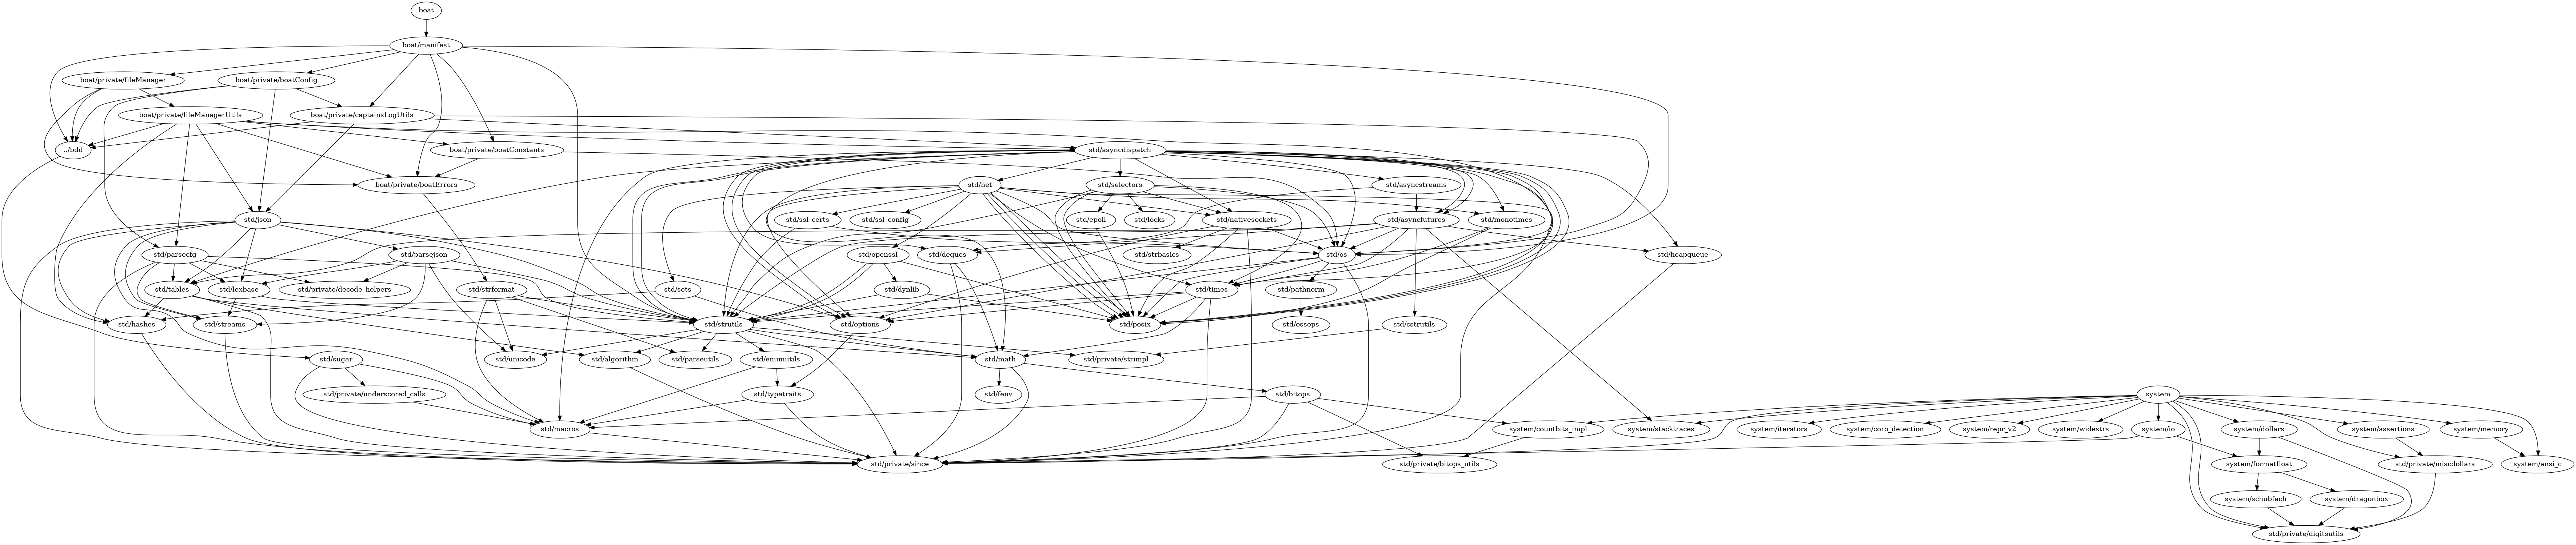 boat
boat/manifest
boat/private/fileManager
boat/private/boatConfig
boat/private/fileManagerUtils
boat/private/captainsLogUtils
../bdd
boat/private/boatConstants
std/asyncdispatch
boat/private/boatErrors
std/net
std/selectors
std/asyncstreams
std/json
std/ssl_certs
std/ssl_config
std/epoll
std/locks
std/nativesockets
std/asyncfutures
std/monotimes
std/parsecfg
std/parsejson
std/openssl
std/deques
std/strbasics
std/os
std/heapqueue
std/tables
std/lexbase
std/private/decode_helpers
std/strformat
std/sets
std/dynlib
std/times
std/pathnorm
std/hashes
std/streams
std/strutils
std/options
std/posix
std/osseps
std/cstrutils
std/sugar
std/unicode
std/algorithm
std/parseutils
std/enumutils
std/math
std/private/strimpl
std/private/underscored_calls
std/typetraits
std/fenv
std/bitops
system
std/macros
system/countbits_impl
system/stacktraces
system/iterators
system/coro_detection
system/repr_v2
system/widestrs
system/io
system/dollars
system/assertions
system/memory
std/private/since
std/private/bitops_utils
system/formatfloat
std/private/miscdollars
system/ansi_c
system/schubfach
system/dragonbox
std/private/digitsutils